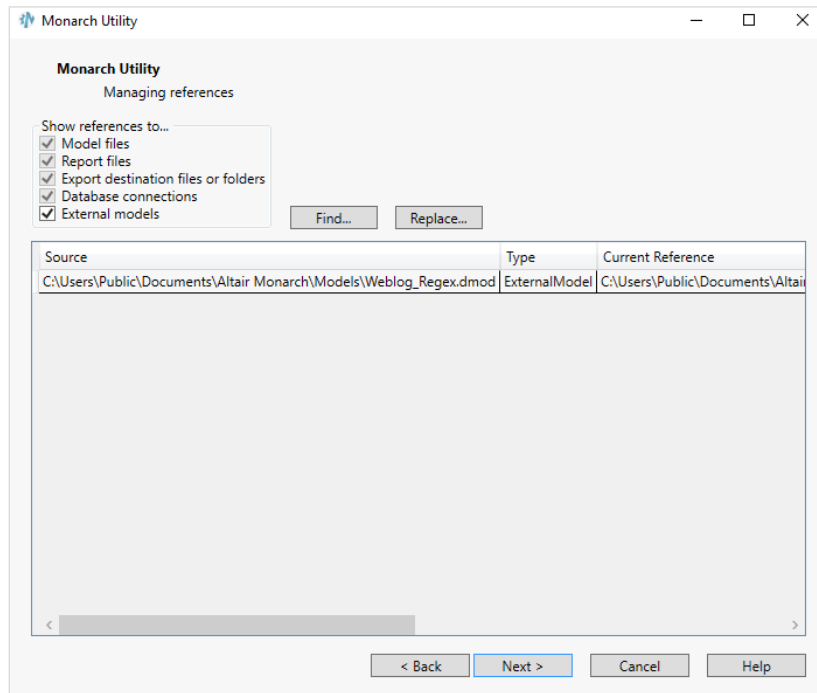 Monarch Utility
Monarch Utility
Managing references
Show references to...
Model files
Report files
Export destination files or folders
Database connections
External models
Find...
Replace...
Source Type Current Reference
C:\Users\Public\Documents\Altair Monarch\Models\Weblog_Regex.dmod ExternalModel C:\Users\Public\Documents\Altair
< Back Next > Cancel Help